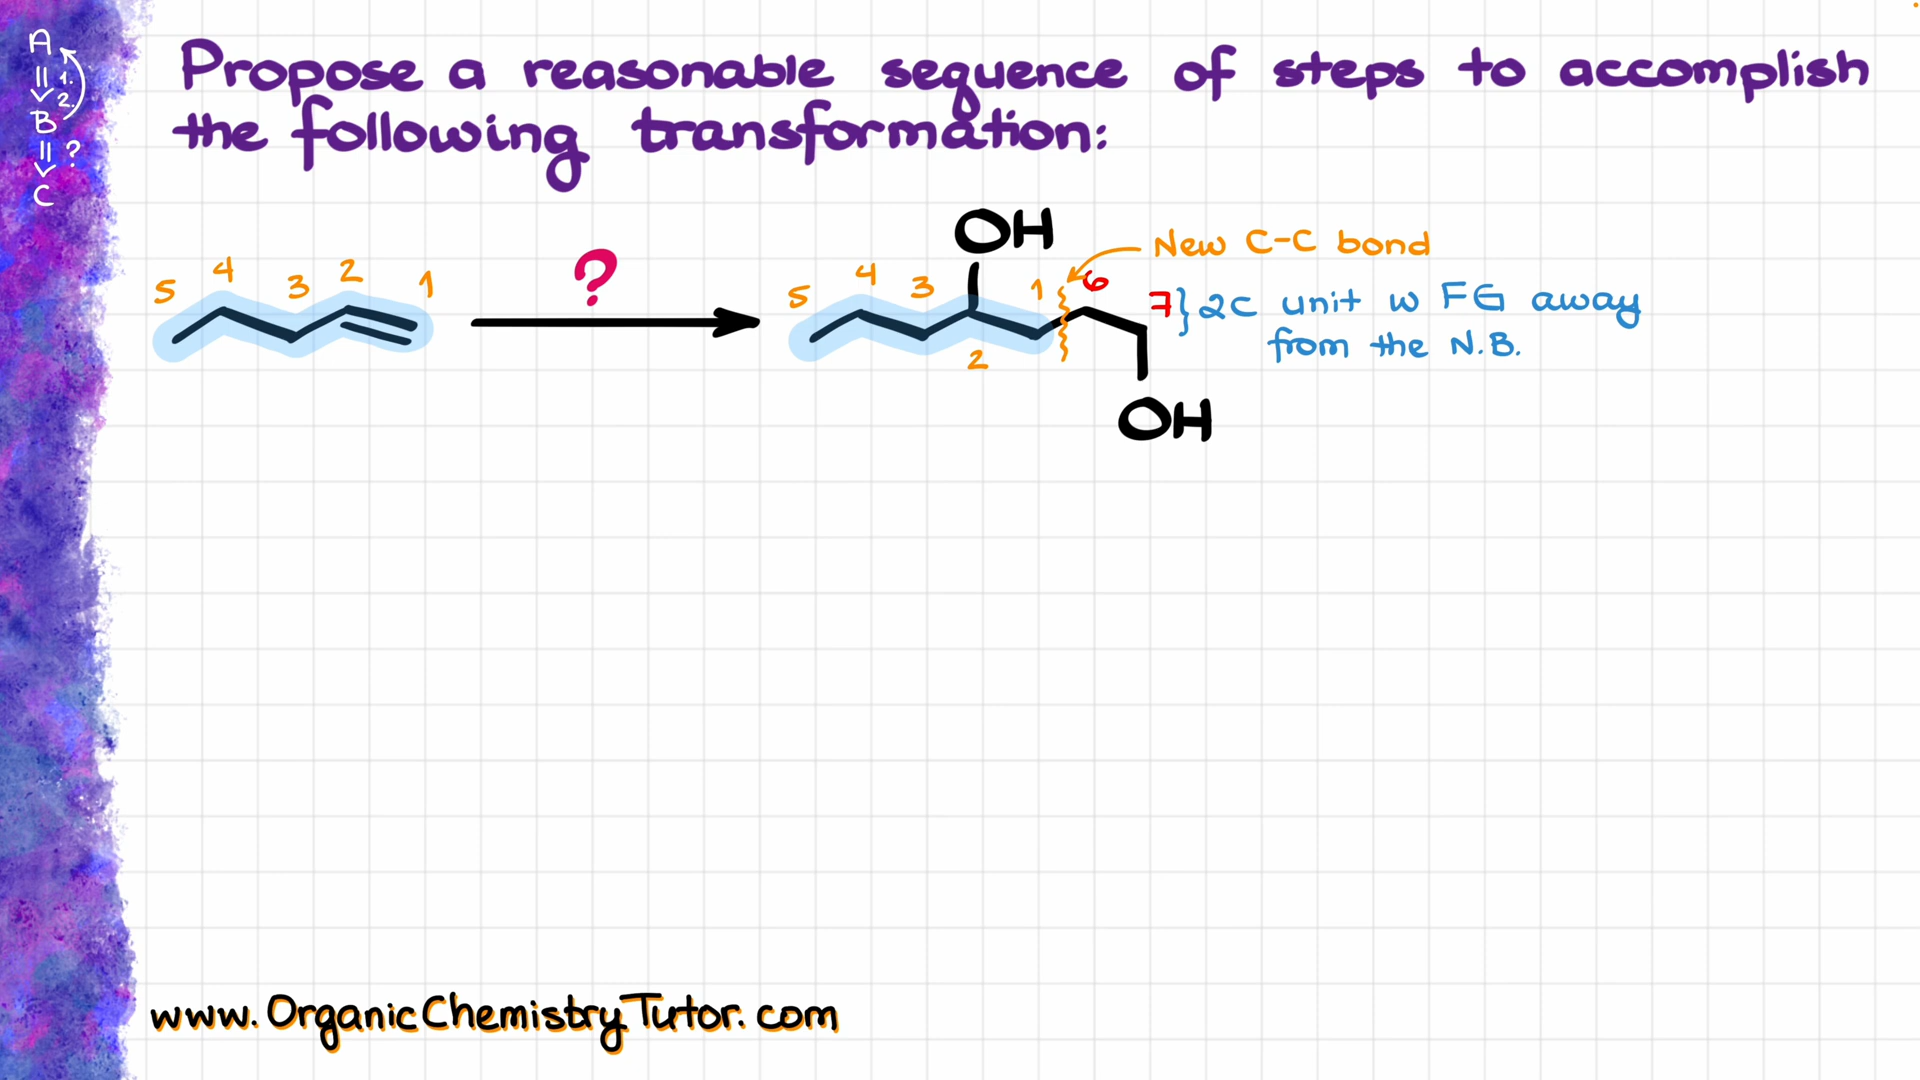 A
1.
2.
B
?
C
Propose a reasonable sequence of steps to accomplish
the following transformation:
OH
New C-C bond
5 4 3 2 1
?
5 4 3 1 6
7} 2C unit w FG away
2
from the N.B.
OH
www.OrganicChemistryTutor.com